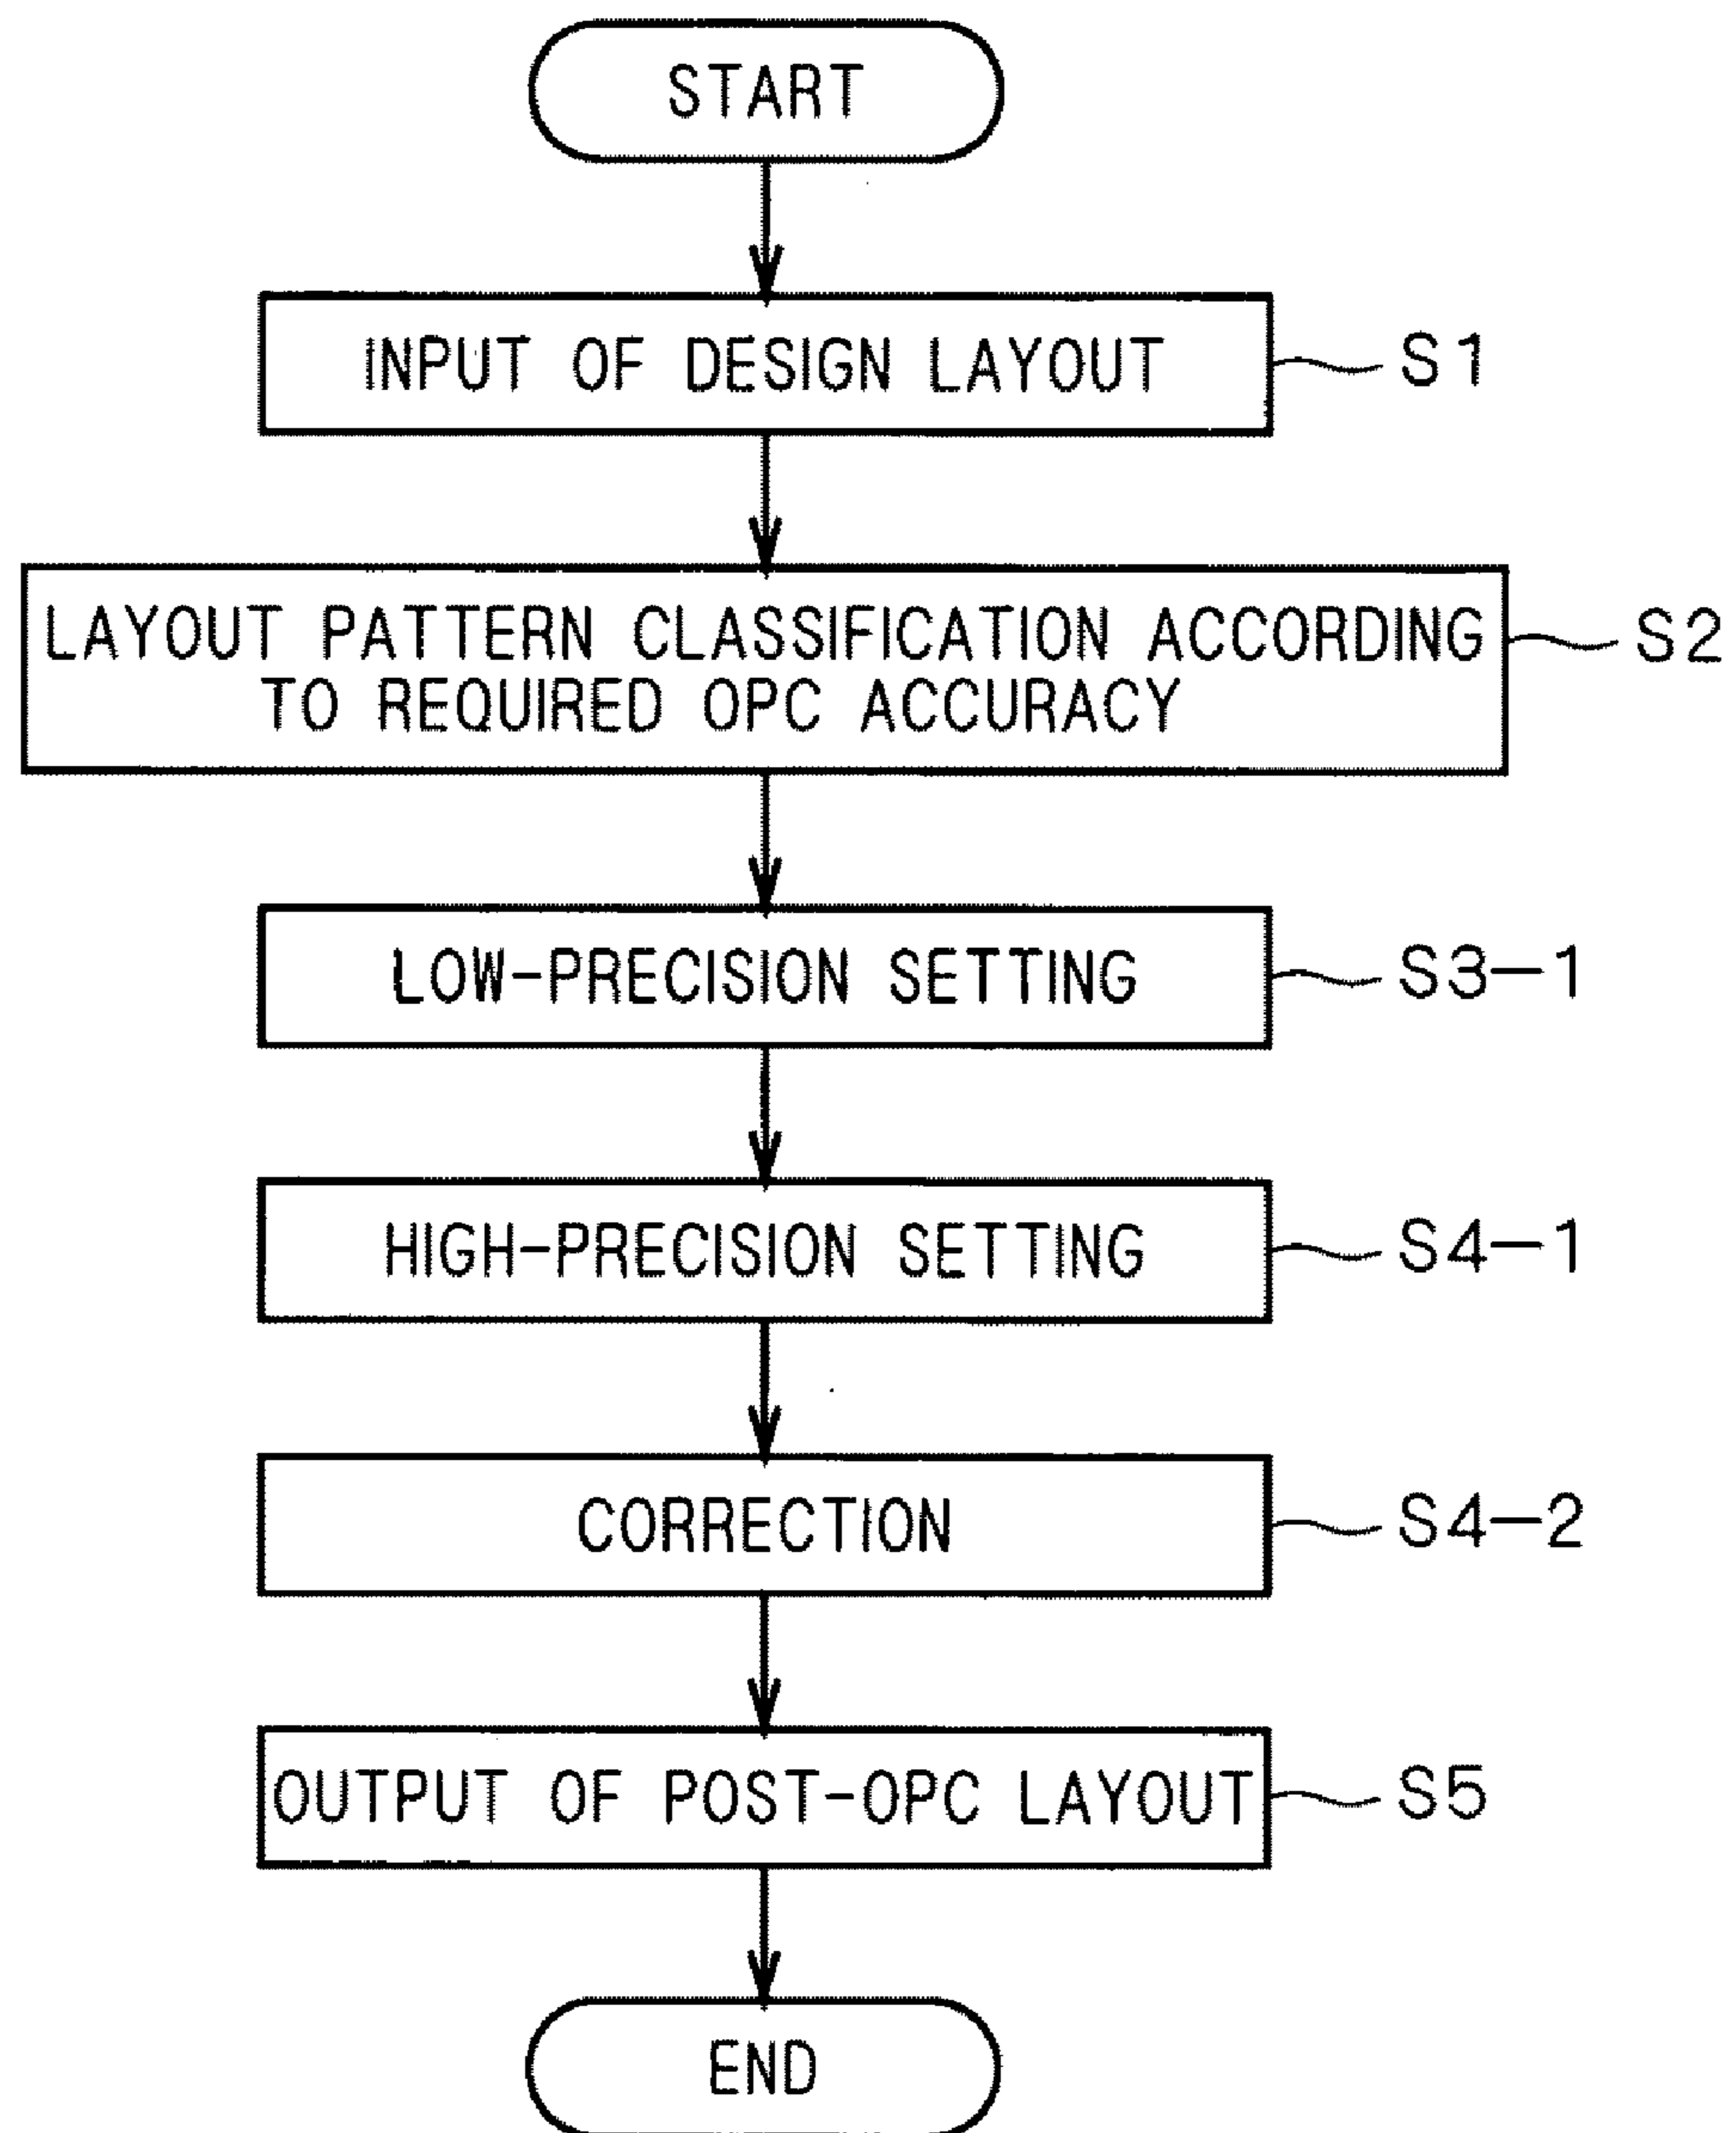 START
INPUT OF DESIGN LAYOUT
S1
LAYOUT PATTERN CLASSIFICATION ACCORDING
TO REQUIRED OPC ACCURACY
S2
LOW-PRECISION SETTING
S3-1
HIGH-PRECISION SETTING
S4-1
CORRECTION
S4-2
OUTPUT OF POST-OPC LAYOUT
S5
END